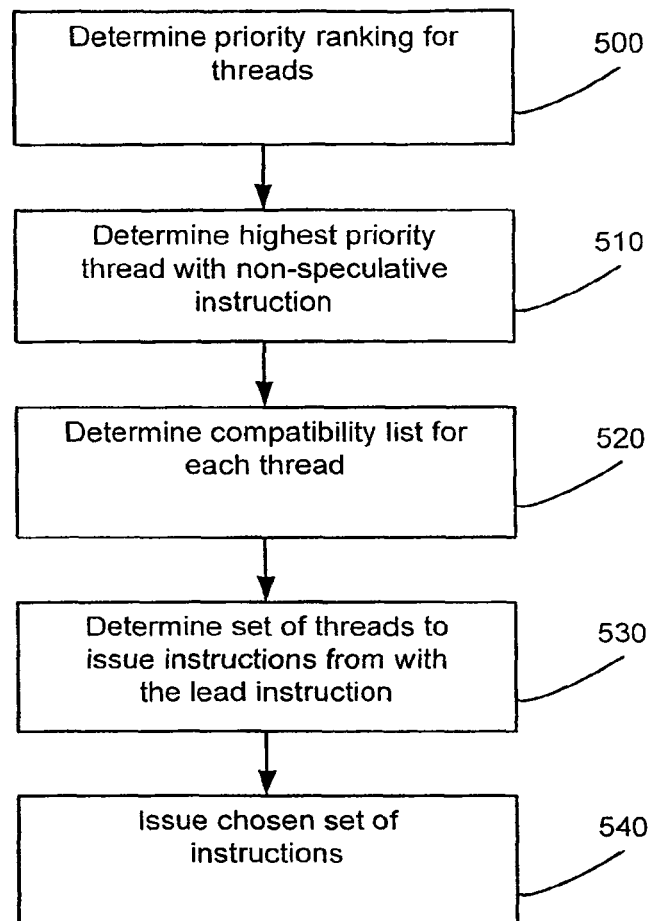 Determine priority ranking for
threads
500
Determine highest priority
thread with non-speculative
instruction
510
Determine compatibility list for
each thread
520
Determine set of threads to
issue instructions from with
the lead instruction
530
Issue chosen set of
instructions
540